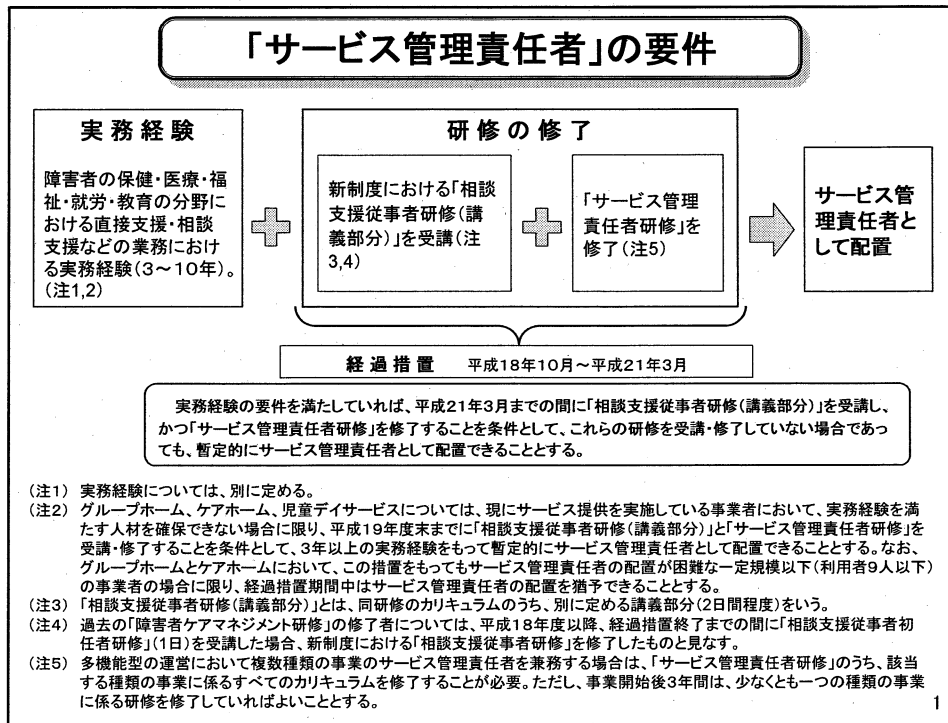 「サービス管理責任者」の要件
実務経験
障害者の保健・医療・福
祉・就労・教育の分野に
おける直接支援・相談
支援などの業務におけ
る実務経験(3～10年)。
(注1,2)
研修の修了
新制度における「相談
支援従事者研修(講
義部分)」を受講(注
3,4)
「サービス管理
責任者研修」を
修了(注5)
サービス管
理責任者と
して配置
経過措置 平成18年10月～平成21年3月
実務経験の要件を満たしていれば、平成21年3月までの間に「相談支援従事者研修(講義部分)」を受講し、
かつ「サービス管理責任者研修」を修了することを条件として、これらの研修を受講・修了していない場合であっ
ても、暫定的にサービス管理責任者として配置できることとする。
(注1) 実務経験については、別に定める。
(注2) グループホーム、ケアホーム、児童デイサービスについては、現にサービス提供を実施している事業者において、実務経験を満
たす人材を確保できない場合に限り、平成19年度末までに「相談支援従事者研修(講義部分)」と「サービス管理責任者研修」を
受講・修了することを条件として、3年以上の実務経験をもって暫定的にサービス管理責任者として配置できることとする。なお、
グループホームとケアホームにおいて、この措置をもってもサービス管理責任者の配置が困難な一定規模以下(利用者9人以下)
の事業者の場合に限り、経過措置期間中はサービス管理責任者の配置を猶予できることとする。
(注3) 「相談支援従事者研修(講義部分)」とは、同研修のカリキュラムのうち、別に定める講義部分(2日間程度)をいう。
(注4) 過去の「障害者ケアマネジメント研修」の修了者については、平成18年度以降、経過措置終了までの間に「相談支援従事者初
任者研修」(1日)を受講した場合、新制度における「相談支援従事者研修」を修了したものと見なす。
(注5) 多機能型の運営において複数種類の事業のサービス管理責任者を兼務する場合は、「サービス管理責任者研修」のうち、該当
する種類の事業に係るすべてのカリキュラムを修了することが必要。ただし、事業開始後3年間は、少なくとも一つの種類の事業
に係る研修を修了していればよいこととする。
1